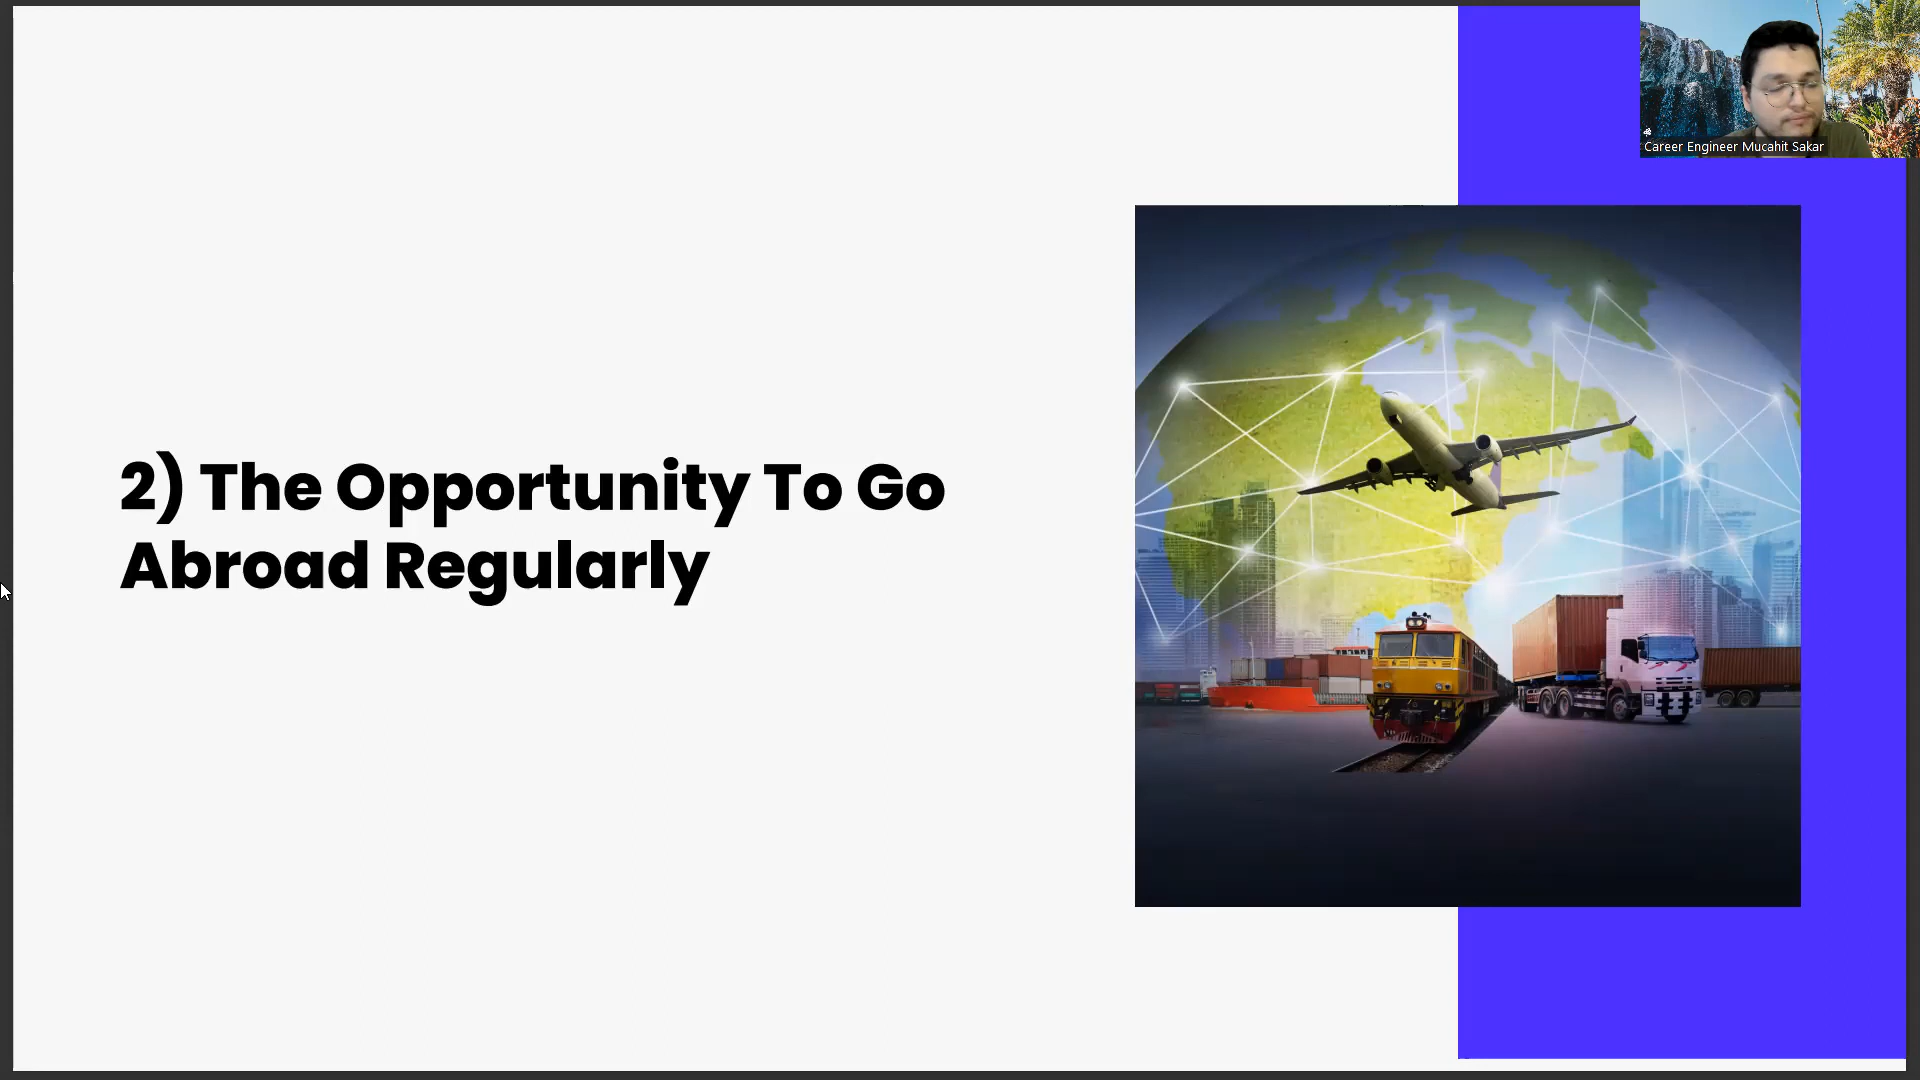 Career Engineer Mucahit Sakar
2) The Opportunity To Go
Abroad Regularly